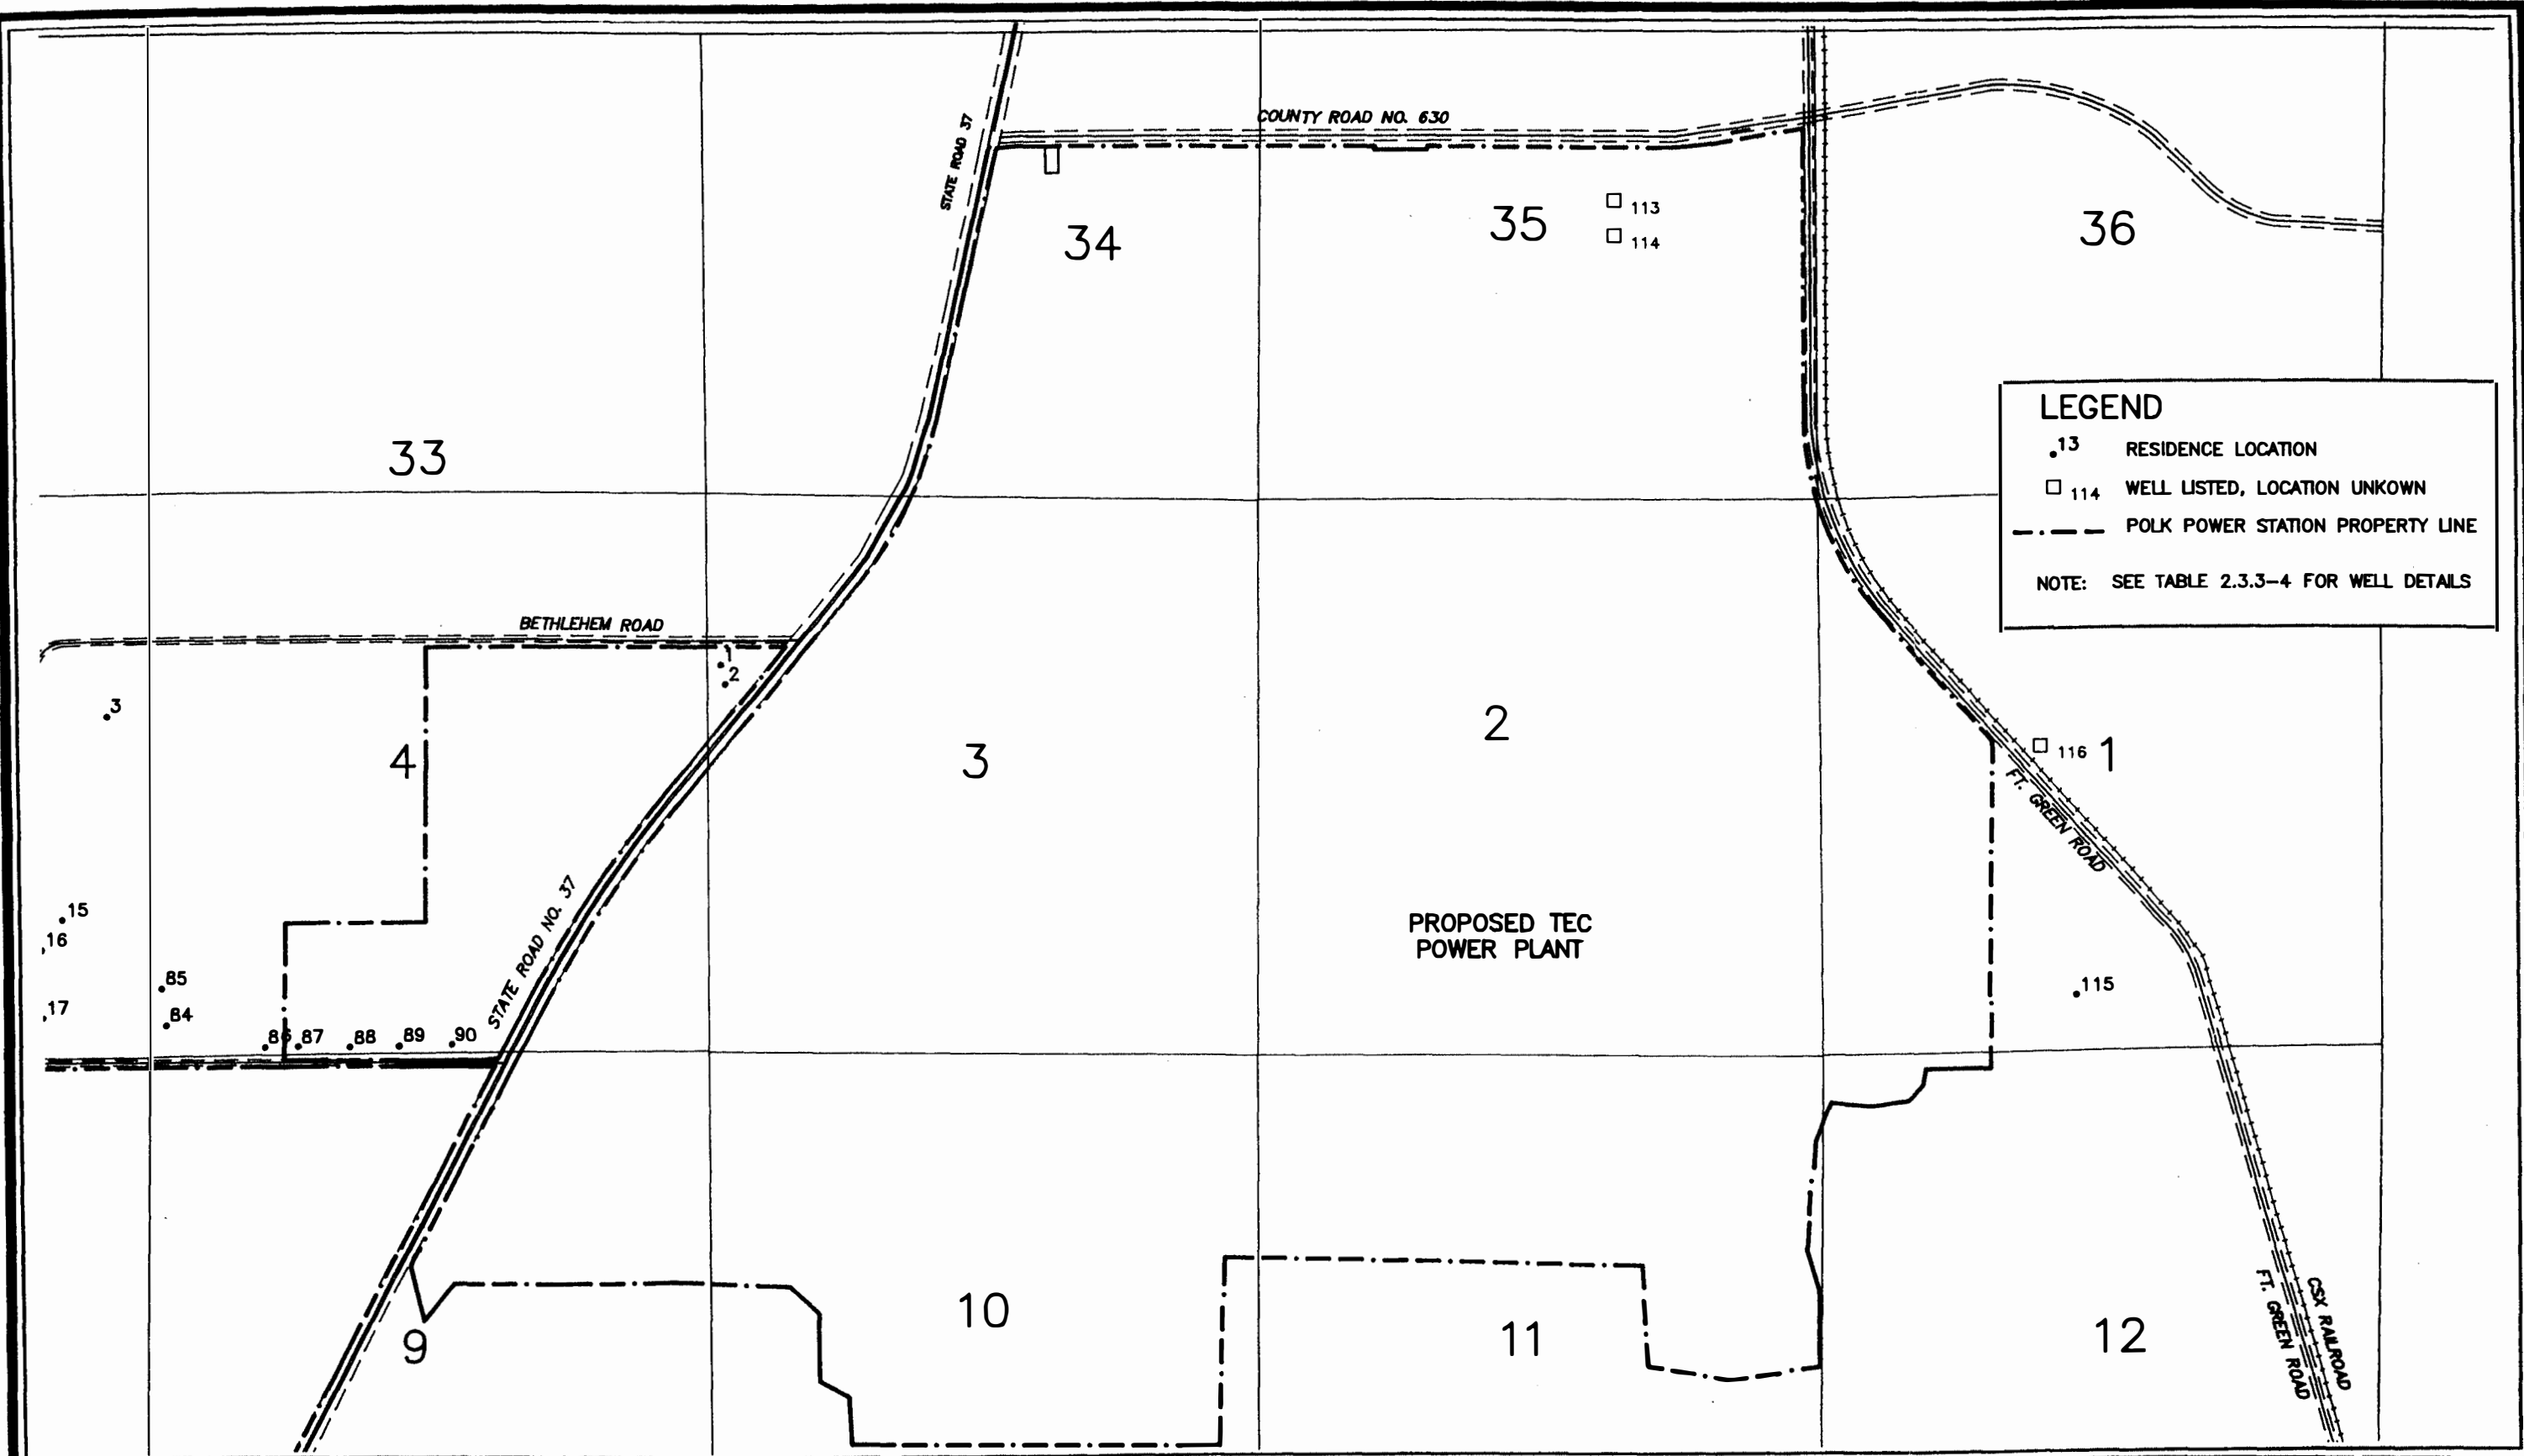 STATE ROAD 37
COUNTY ROAD NO. 630
34
35
113
114
36
33
LEGEND
13 RESIDENCE LOCATION
114 WELL LISTED, LOCATION UNKOWN
POLK POWER STATION PROPERTY LINE
NOTE: SEE TABLE 2.3.3-4 FOR WELL DETAILS
BETHLEHEM ROAD
1
2
3
4
3
2
116
1
FT. GREEN ROAD
STATE ROAD NO. 37
PROPOSED TEC
POWER PLANT
15
16
17
85
84
86
87
88
89
90
115
9
10
11
12
CSX RAILROAD
FT. GREEN ROAD